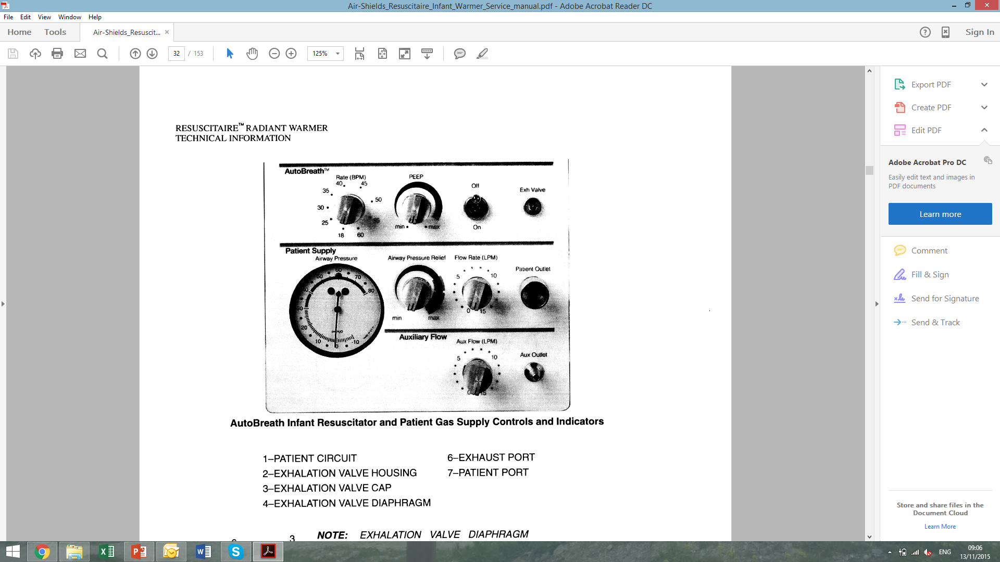 Air-Shields_Resuscitaire_Infant_Warmer_Service_manual.pdf - Adobe Acrobat Reader DC
File Edit View Window Help
Home Tools Air-Shields_Resuscit... Sign In
32 / 153 125%
Export PDF
Create PDF
Edit PDF
Adobe Acrobat Pro DC
Easily edit text and images in
PDF documents
Learn more
Comment
Fill & Sign
Send for Signature
Send & Track
Store and share files in the
Document Cloud
Learn More
RESUSCITAIRE™ RADIANT WARMER
TECHNICAL INFORMATION
AutoBreath™
Rate (BPM)
18 25 30 35 40 45 50 55 60
PEEP
min max
Off
On
Exh Valve
Patient Supply
Airway Pressure
-10 0 10 20 30 40 50 60 70 80
cmH2O
Airway Pressure Relief
min max
Flow Rate (LPM)
0 5 10 15
Patient Outlet
Auxiliary Flow
Aux Flow (LPM)
0 5 10 15
Aux Outlet
AutoBreath Infant Resuscitator and Patient Gas Supply Controls and Indicators
1–PATIENT CIRCUIT
2–EXHALATION VALVE HOUSING
3–EXHALATION VALVE CAP
4–EXHALATION VALVE DIAPHRAGM
6–EXHAUST PORT
7–PATIENT PORT
3
NOTE: EXHALATION VALVE DIAPHRAGM
ENG
09:06
13/11/2015